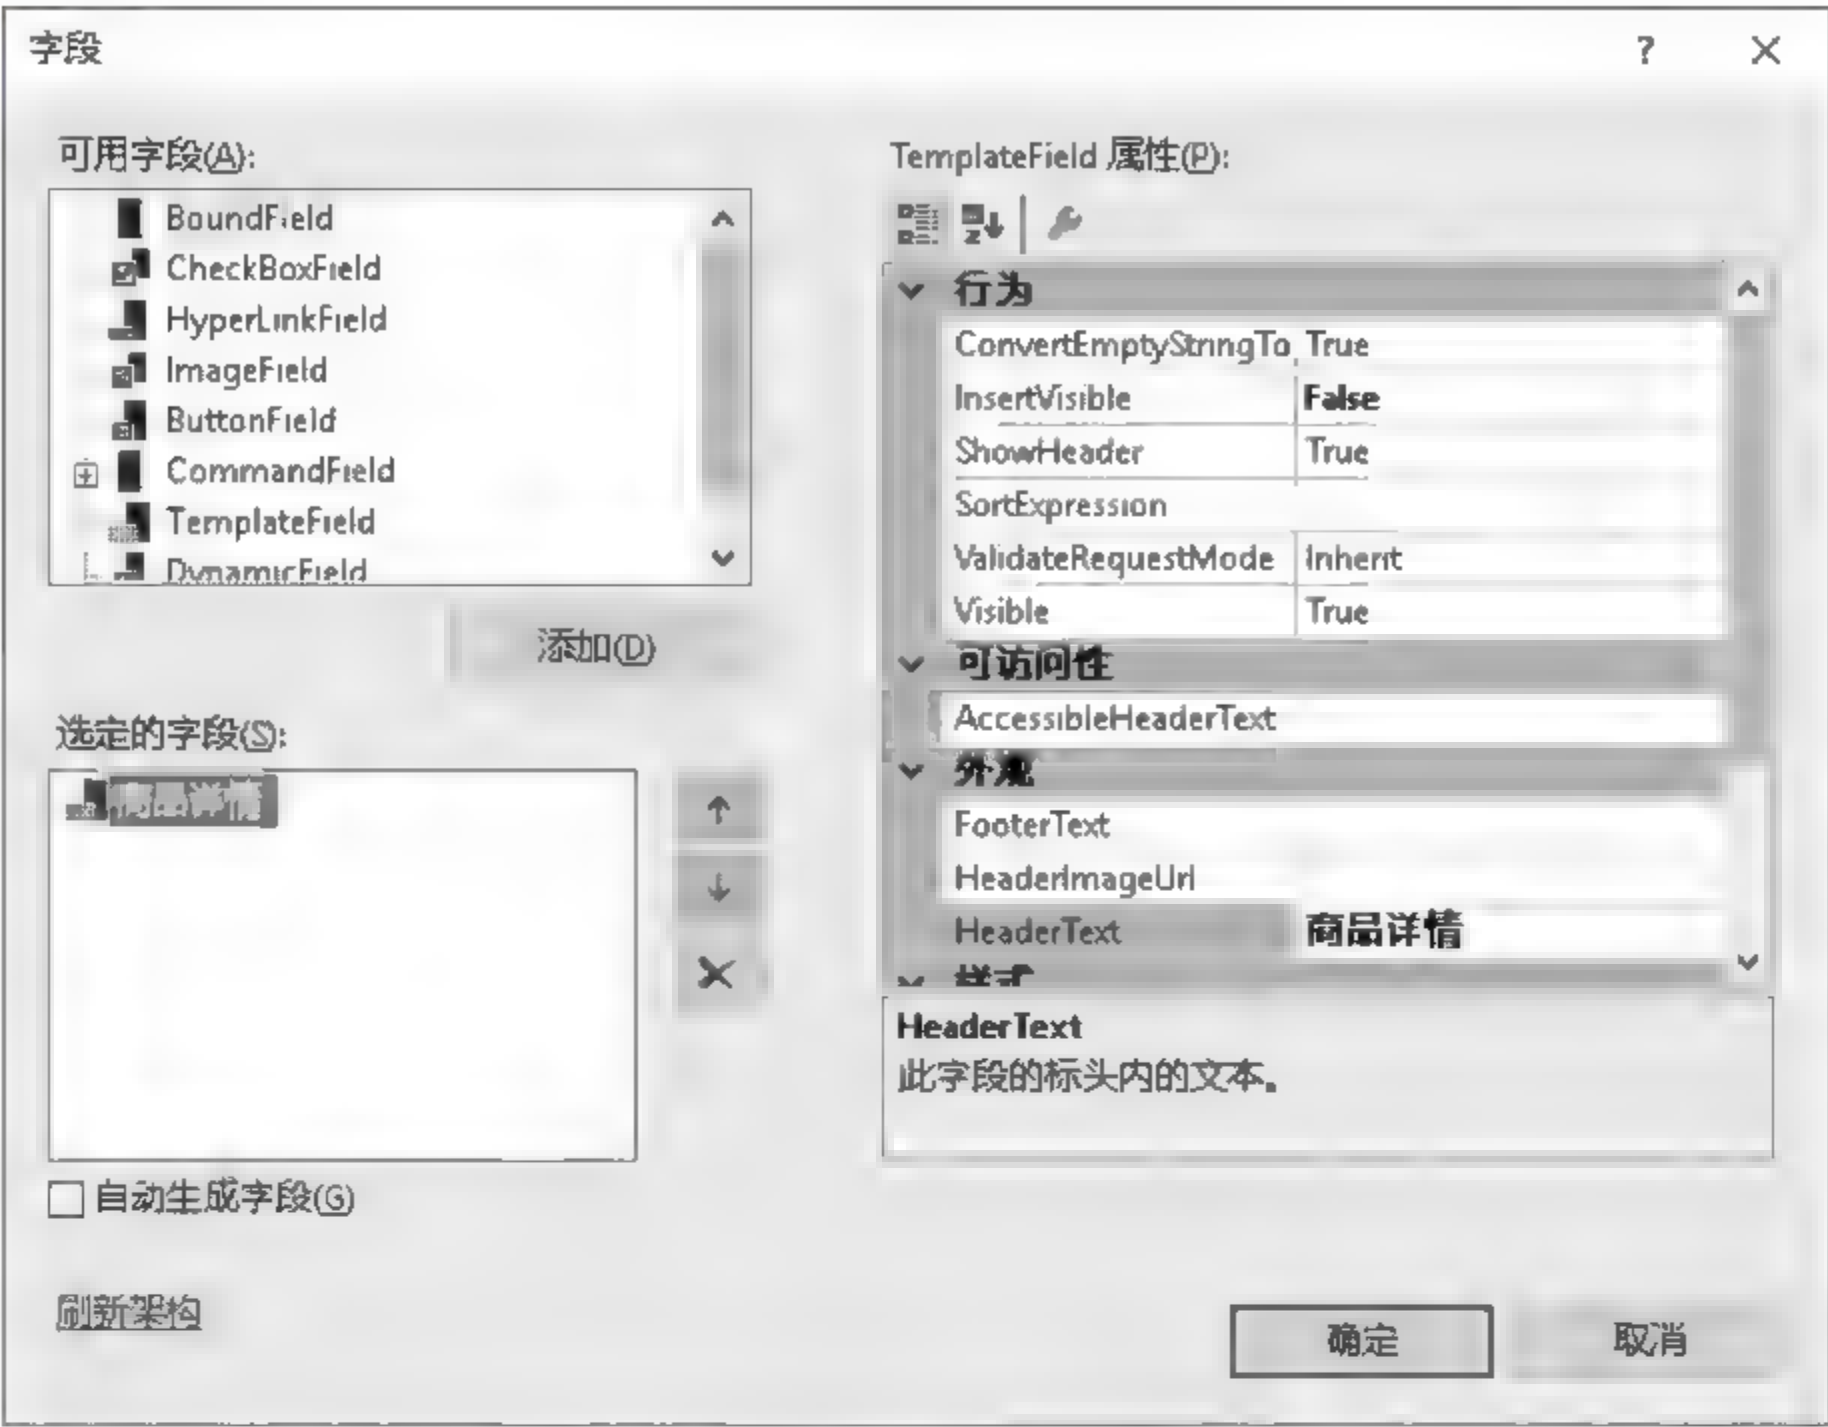 字段
可用字段(A):
BoundField
CheckBoxField
HyperLinkField
ImageField
ButtonField
CommandField
TemplateField
DynamicField
添加(D)
选定的字段(S):
商品详情
自动生成字段(G)
刷新架构
TemplateField 属性(P):
行为
ConvertEmptyStringTo True
InsertVisible False
ShowHeader True
SortExpression
ValidateRequestMode Inherit
Visible True
可访问性
AccessibleHeaderText
外观
FooterText
HeaderImageUrl
HeaderText 商品详情
样式
HeaderText
此字段的标头内的文本。
确定 取消